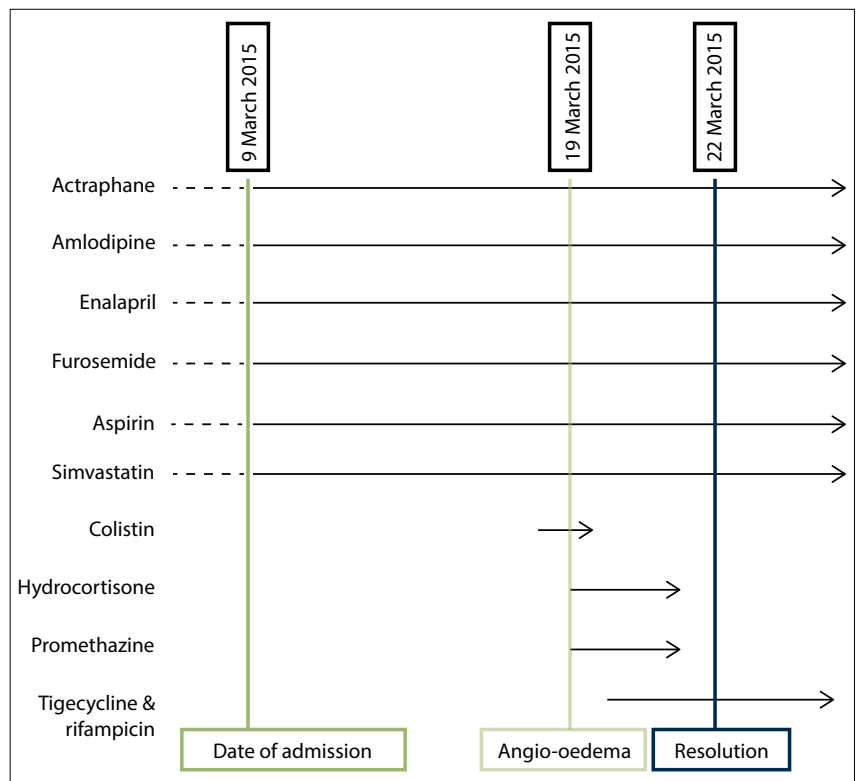 9 March 2015
19 March 2015
22 March 2015
Actraphane
Amlodipine
Enalapril
Furosemide
Aspirin
Simvastatin
Colistin
Hydrocortisone
Promethazine
Tigecycline &
rifampicin
Date of admission
Angio-oedema
Resolution